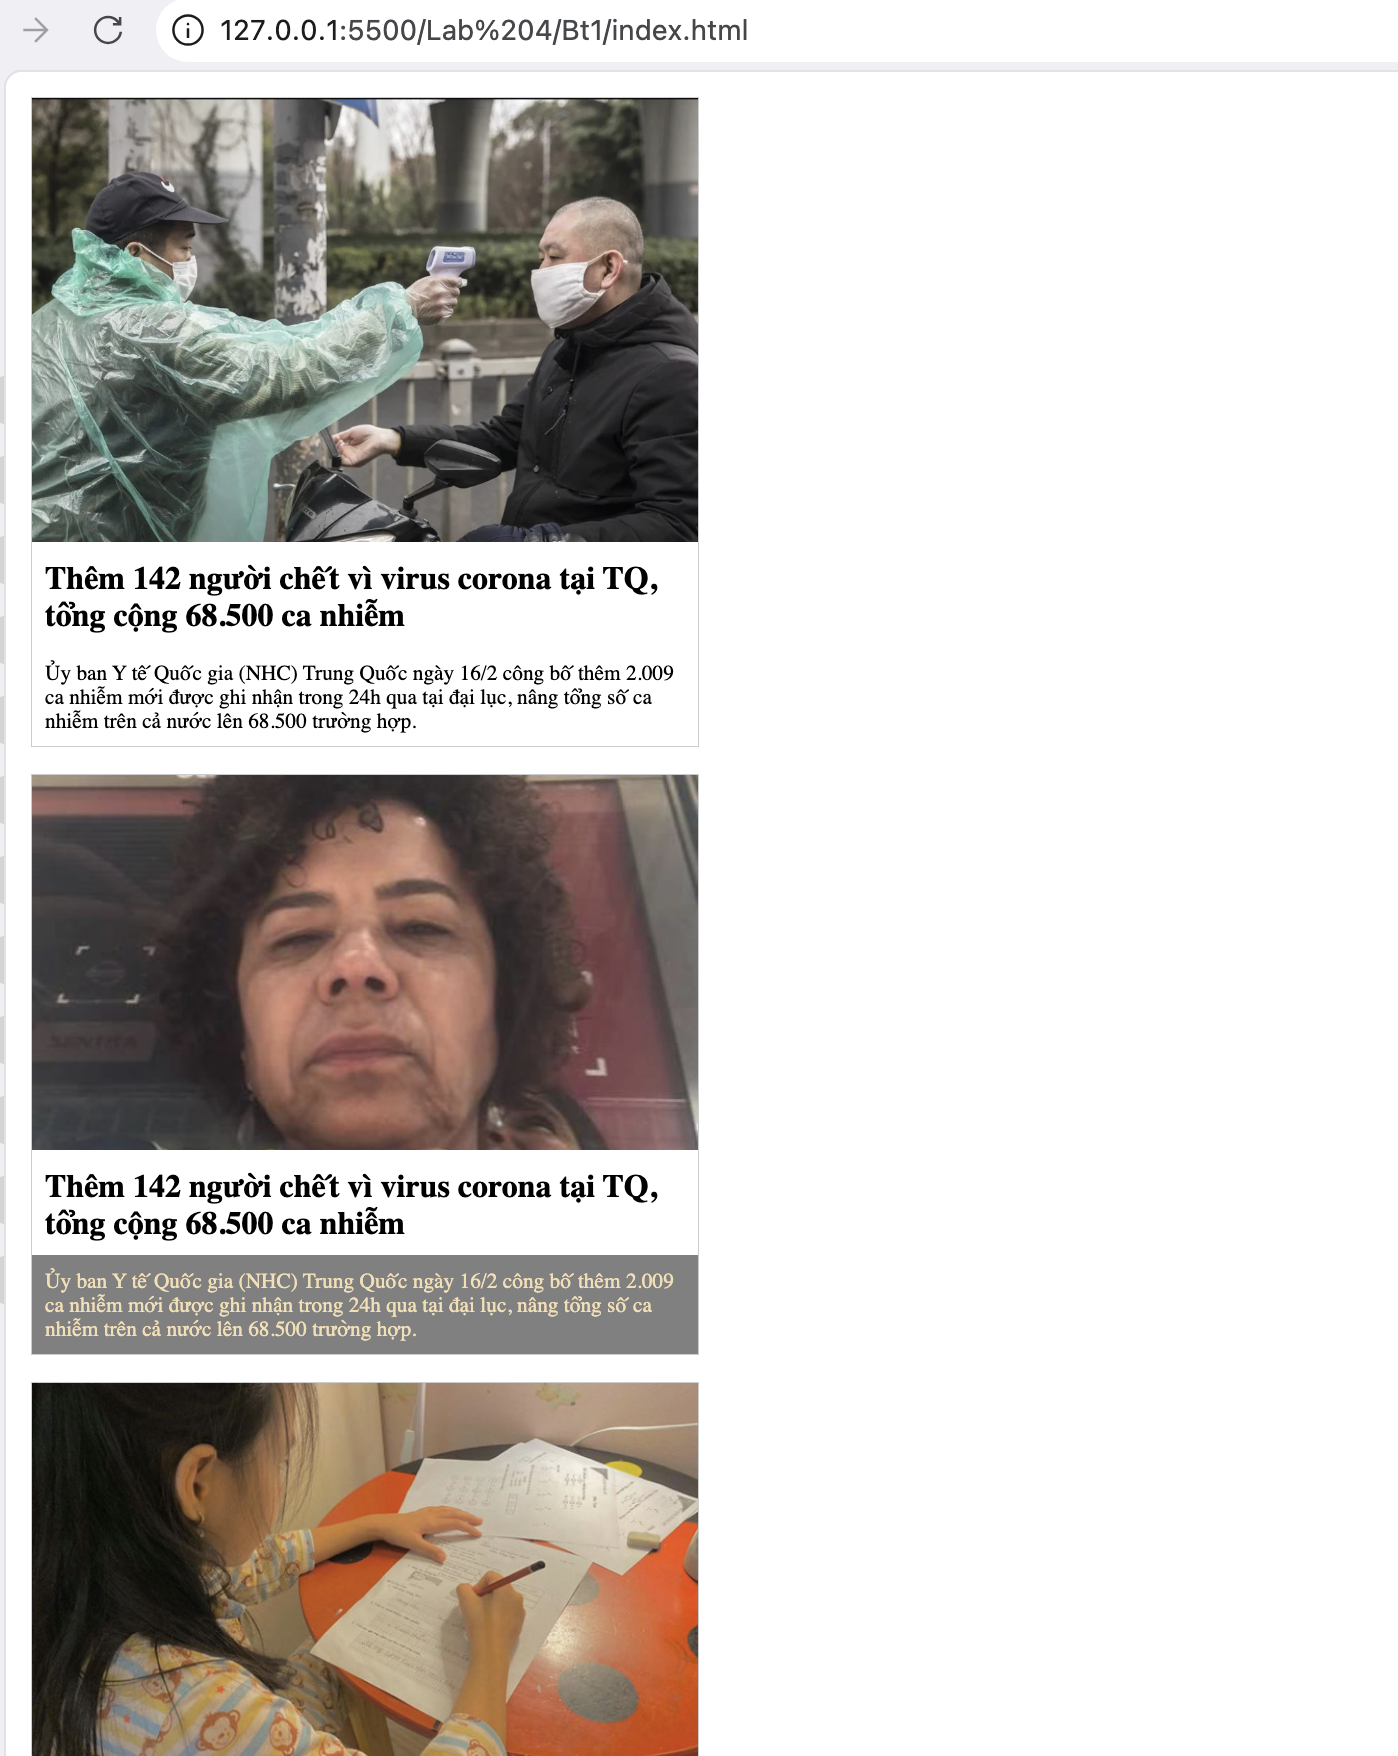 127.0.0.1:5500/Lab%204/Bt1/index.html
Thêm 142 người chết vì virus corona tại TQ,
tổng cộng 68.500 ca nhiễm
Ủy ban Y tế Quốc gia (NHC) Trung Quốc ngày 16/2 công bố thêm 2.009
ca nhiễm mới được ghi nhận trong 24h qua tại đại lục, nâng tổng số ca
nhiễm trên cả nước lên 68.500 trường hợp.
SENTRA
Thêm 142 người chết vì virus corona tại TQ,
tổng cộng 68.500 ca nhiễm
Ủy ban Y tế Quốc gia (NHC) Trung Quốc ngày 16/2 công bố thêm 2.009
ca nhiễm mới được ghi nhận trong 24h qua tại đại lục, nâng tổng số ca
nhiễm trên cả nước lên 68.500 trường hợp.